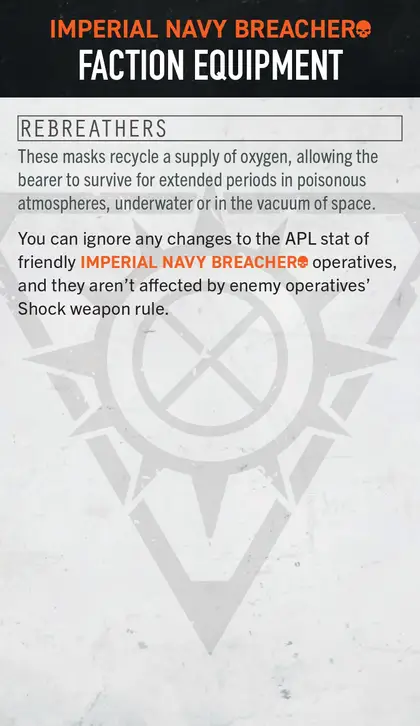 IMPERIAL NAVY BREACHER
FACTION EQUIPMENT
REBREATHERS
These masks recycle a supply of oxygen, allowing the
bearer to survive for extended periods in poisonous
atmospheres, underwater or in the vacuum of space.
You can ignore any changes to the APL stat of
friendly IMPERIAL NAVY BREACHER operatives,
and they aren’t affected by enemy operatives’
Shock weapon rule.